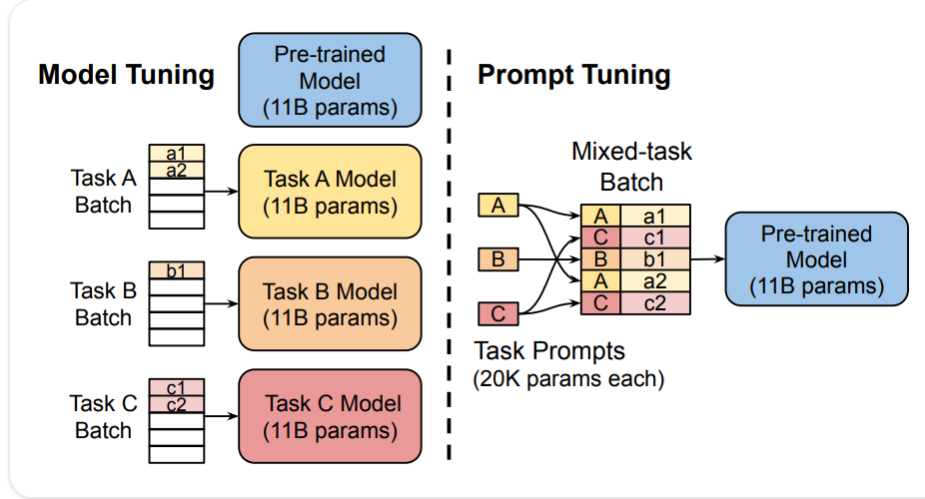 Model Tuning
Pre-trained
Model
(11B params)
Task A
Batch
a1
a2
Task A Model
(11B params)
Task B
Batch
b1
Task B Model
(11B params)
Task C
Batch
c1
c2
Task C Model
(11B params)
Prompt Tuning
Mixed-task
Batch
A
B
C
A a1
C c1
B b1
A a2
C c2
Task Prompts
(20K params each)
Pre-trained
Model
(11B params)